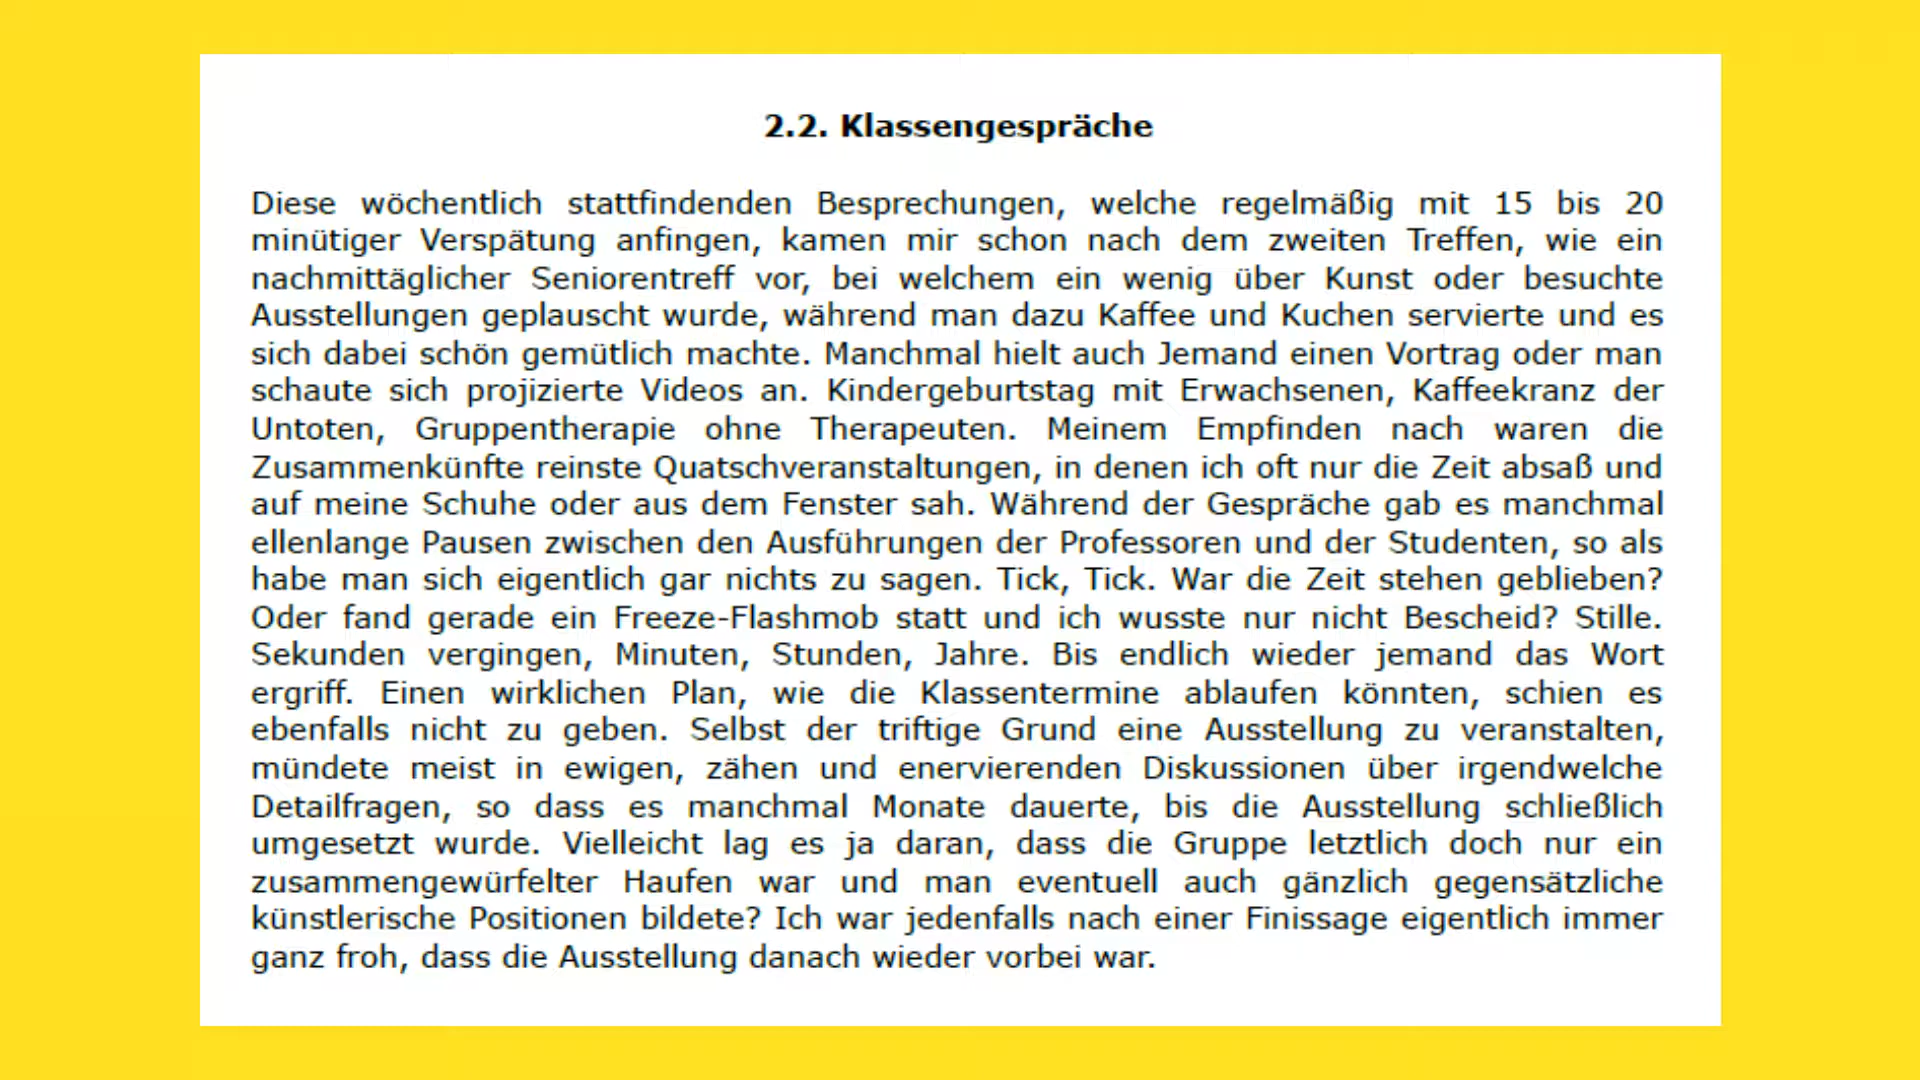 2.2. Klassengespräche
Diese wöchentlich stattfindenden Besprechungen, welche regelmäßig mit 15 bis 20
minütiger Verspätung anfingen, kamen mir schon nach dem zweiten Treffen, wie ein
nachmittäglicher Seniorentreff vor, bei welchem ein wenig über Kunst oder besuchte
Ausstellungen geplauscht wurde, während man dazu Kaffee und Kuchen servierte und es
sich dabei schön gemütlich machte. Manchmal hielt auch Jemand einen Vortrag oder man
schaute sich projizierte Videos an. Kindergeburtstag mit Erwachsenen, Kaffeekranz der
Untoten, Gruppentherapie ohne Therapeuten. Meinem Empfinden nach waren die
Zusammenkünfte reinste Quatschveranstaltungen, in denen ich oft nur die Zeit absaß und
auf meine Schuhe oder aus dem Fenster sah. Während der Gespräche gab es manchmal
ellenlange Pausen zwischen den Ausführungen der Professoren und der Studenten, so als
habe man sich eigentlich gar nichts zu sagen. Tick, Tick. War die Zeit stehen geblieben?
Oder fand gerade ein Freeze-Flashmob statt und ich wusste nur nicht Bescheid? Stille.
Sekunden vergingen, Minuten, Stunden, Jahre. Bis endlich wieder jemand das Wort
ergriff. Einen wirklichen Plan, wie die Klassentermine ablaufen könnten, schien es
ebenfalls nicht zu geben. Selbst der triftige Grund eine Ausstellung zu veranstalten,
mündete meist in ewigen, zähen und enervierenden Diskussionen über irgendwelche
Detailfragen, so dass es manchmal Monate dauerte, bis die Ausstellung schließlich
umgesetzt wurde. Vielleicht lag es ja daran, dass die Gruppe letztlich doch nur ein
zusammengewürfelter Haufen war und man eventuell auch gänzlich gegensätzliche
künstlerische Positionen bildete? Ich war jedenfalls nach einer Finissage eigentlich immer
ganz froh, dass die Ausstellung danach wieder vorbei war.